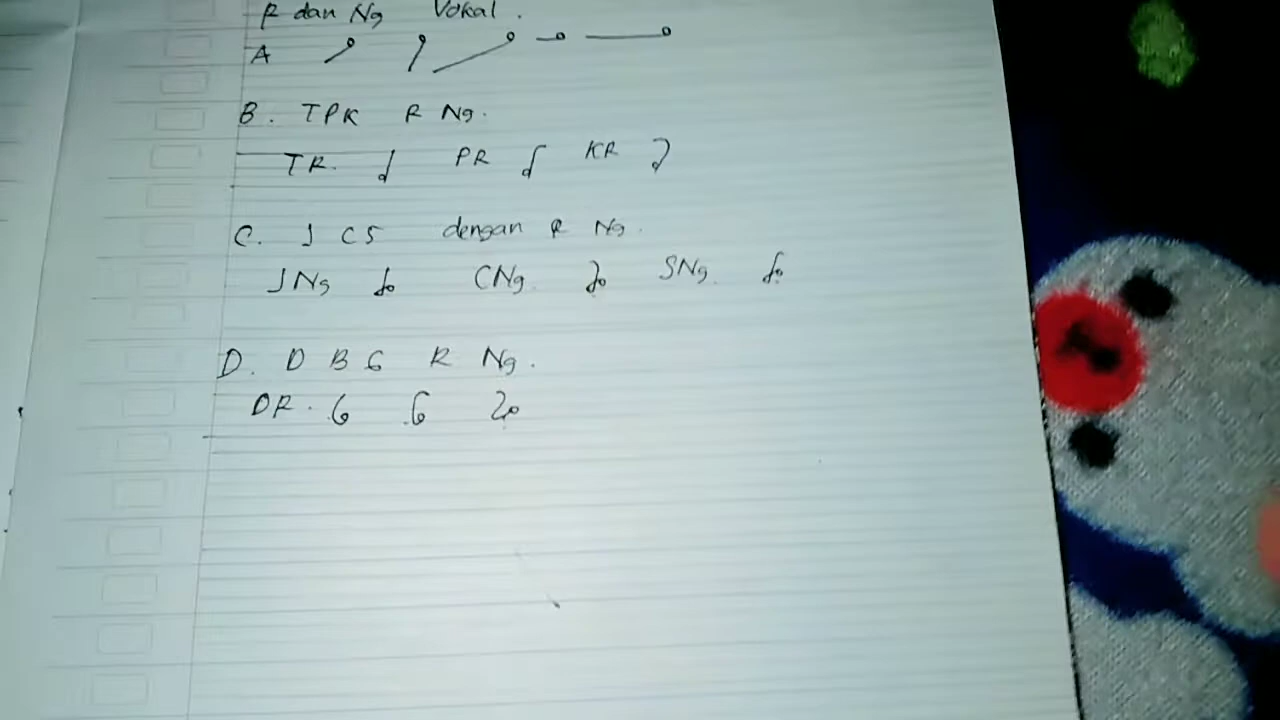 R dan Ng Vokal.
A
B. TPK R Ng.
TR. PR KR
C. J C S dengan R Ng.
JNg CNg. SNg.
D. D B G R Ng.
DR.